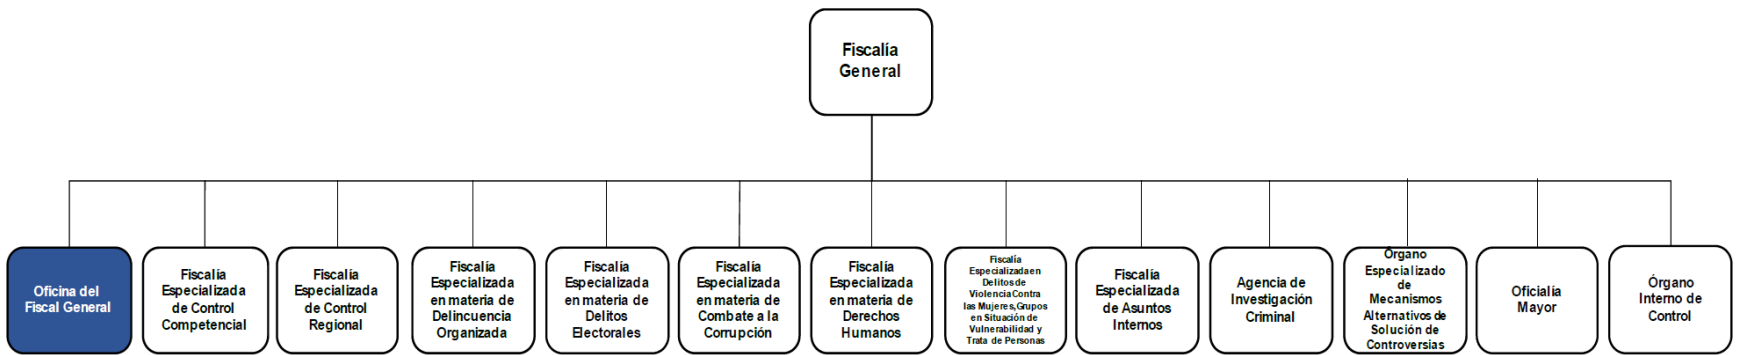 Fiscalía
General
Oficina del
Fiscal General
Fiscalía
Especializada
de Control
Competencial
Fiscalía
Especializada
de Control
Regional
Fiscalía
Especializada
en materia de
Delincuencia
Organizada
Fiscalía
Especializada
en materia de
Delitos
Electorales
Fiscalía
Especializada
en materia de
Combate a la
Corrupción
Fiscalía
Especializada
en materia de
Derechos
Humanos
Fiscalía
Especializada en
Delitos de
Violencia Contra
las Mujeres, Grupos
en Situación de
Vulnerabilidad y
Trata de Personas
Fiscalía
Especializada
de Asuntos
Internos
Agencia de
Investigación
Criminal
Órgano
Especializado
de
Mecanismos
Alternativos de
Solución de
Controversias
Oficialía
Mayor
Órgano
Interno de
Control